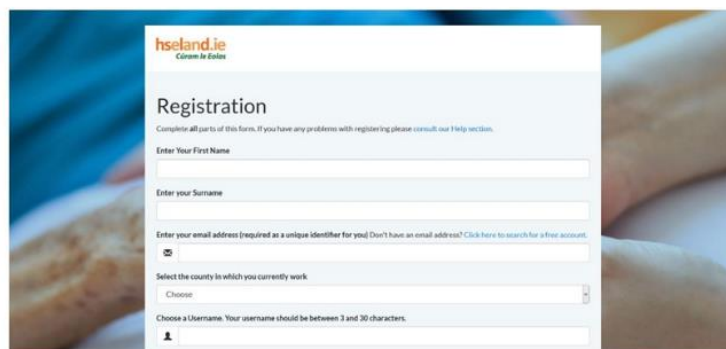 hseland.ie
Cúram le Eolas
Registration
Complete all parts of this form. If you have any problems with registering please consult our Help section.
Enter Your First Name
Enter your Surname
Enter your email address (required as a unique identifier for you) Don't have an email address? Click here to search for a free account.
Select the county in which you currently work
Choose
Choose a Username. Your username should be between 3 and 30 characters.